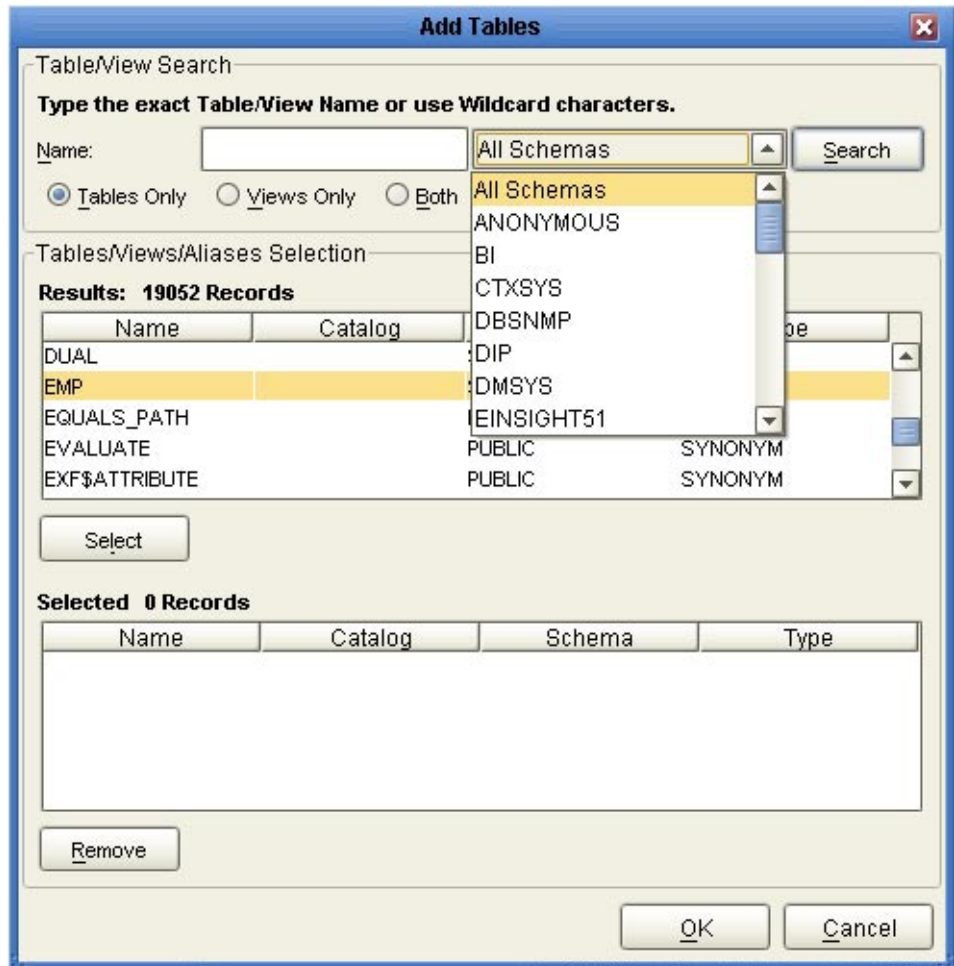 Add Tables
Table/View Search
Type the exact Table/View Name or use Wildcard characters.
Name: All Schemas Search
Tables Only Views Only Both
All Schemas
ANONYMOUS
BI
CTXSYS
DBSNMP
DIP
DMSYS
EINSIGHT51
Tables/Views/Aliases Selection
Results: 19052 Records
Name Catalog
DUAL
EMP
EQUALS_PATH
EVALUATE PUBLIC SYNONYM
EXF$ATTRIBUTE PUBLIC SYNONYM
Select
Selected 0 Records
Name Catalog Schema Type
Remove
OK Cancel